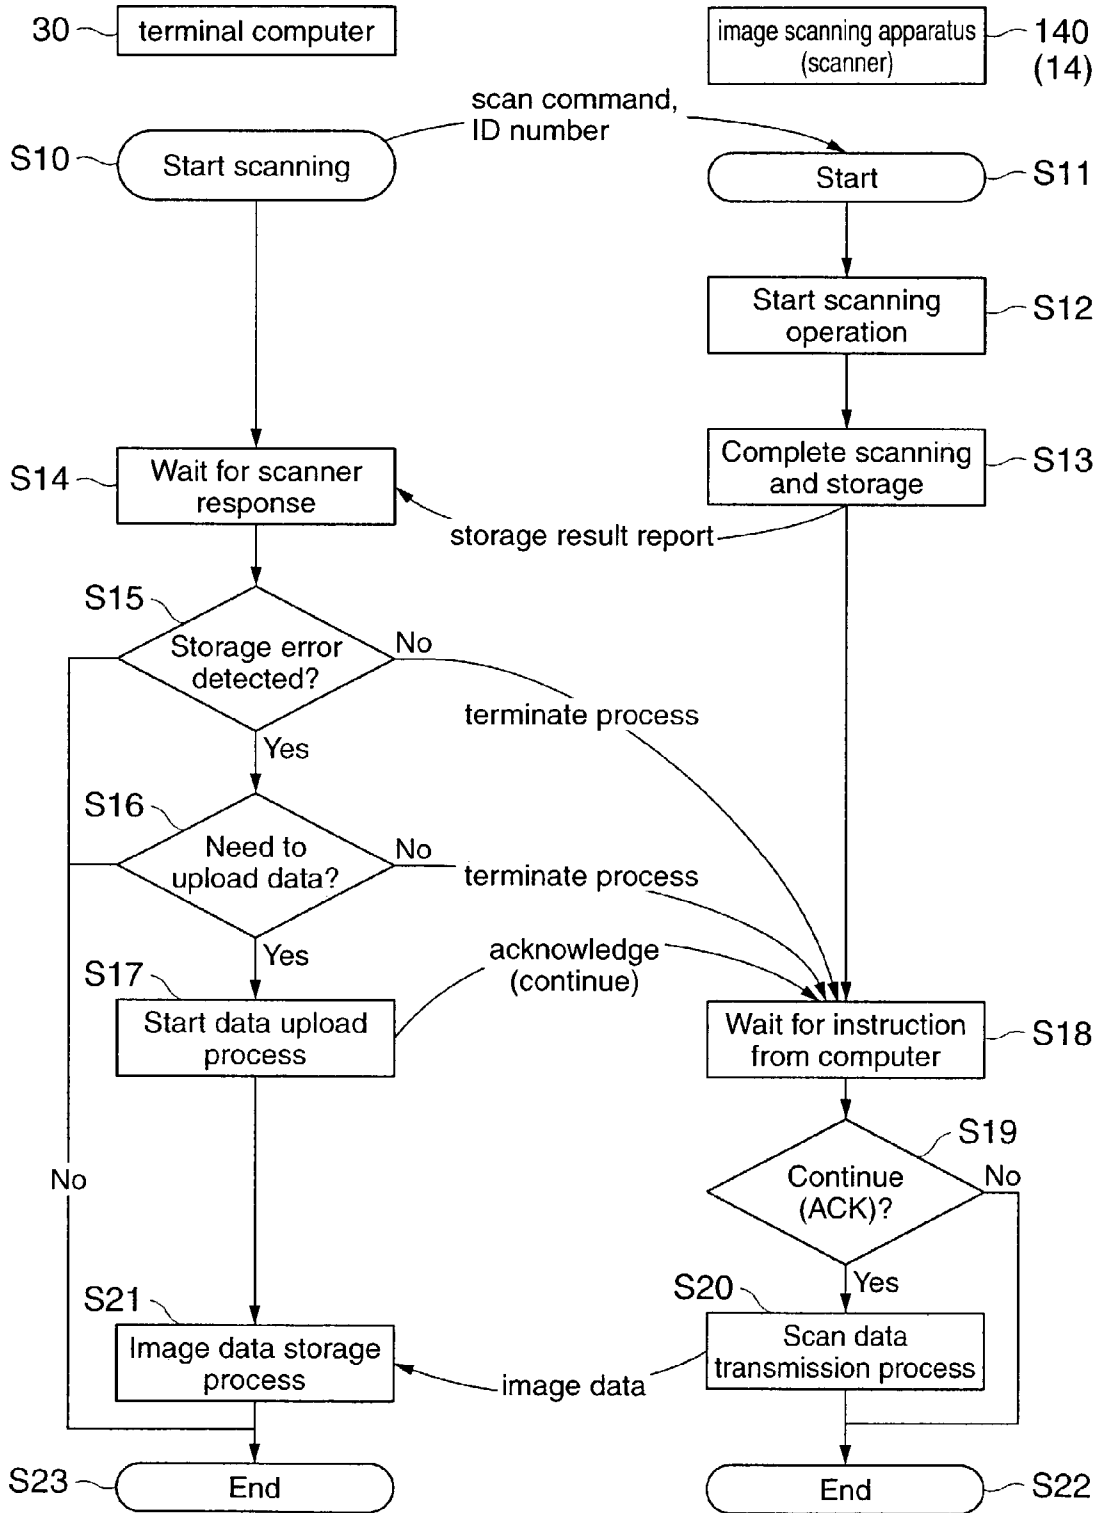 30
terminal computer
image scanning apparatus
(scanner)
140
(14)
scan command,
ID number
S10
Start scanning
Start
S11
Start scanning
operation
S12
S14
Wait for scanner
response
Complete scanning
and storage
S13
storage result report
S15
Storage error
detected?
No
terminate process
Yes
S16
Need to
upload data?
No
terminate process
Yes
acknowledge
(continue)
S17
Start data upload
process
Wait for instruction
from computer
S18
S19
Continue
(ACK)?
No
No
Yes
S21
S20
Image data storage
process
Scan data
transmission process
image data
S23
End
End
S22